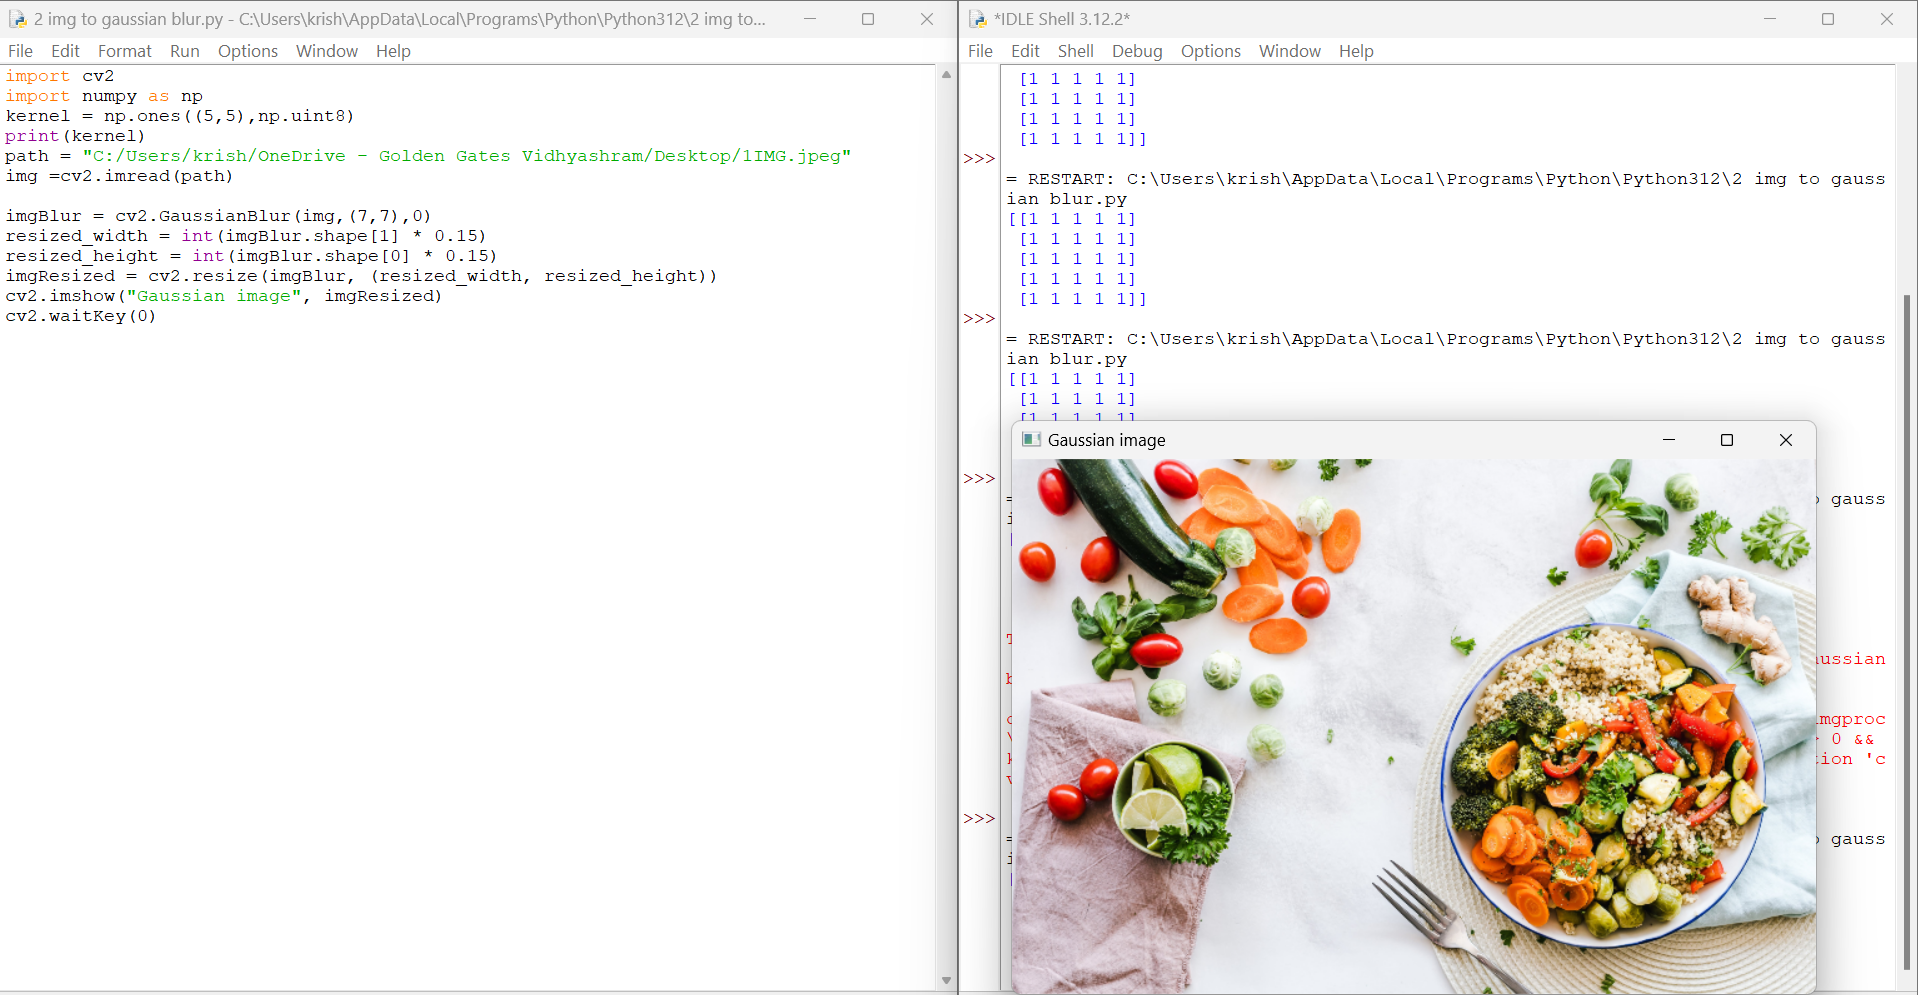 2 img to gaussian blur.py - C:\Users\krish\AppData\Local\Programs\Python\Python312\2 img to...
File Edit Format Run Options Window Help
import cv2
import numpy as np
kernel = np.ones((5,5),np.uint8)
print(kernel)
path = "C:/Users/krish/OneDrive - Golden Gates Vidhyashram/Desktop/1IMG.jpeg"
img =cv2.imread(path)
imgBlur = cv2.GaussianBlur(img,(7,7),0)
resized_width = int(imgBlur.shape[1] * 0.15)
resized_height = int(imgBlur.shape[0] * 0.15)
imgResized = cv2.resize(imgBlur, (resized_width, resized_height))
cv2.imshow("Gaussian image", imgResized)
cv2.waitKey(0)
*IDLE Shell 3.12.2*
File Edit Shell Debug Options Window Help
[1 1 1 1 1]
[1 1 1 1 1]
[1 1 1 1 1]
[1 1 1 1 1]]
>>>
= RESTART: C:\Users\krish\AppData\Local\Programs\Python\Python312\2 img to gauss
ian blur.py
[[1 1 1 1 1]
[1 1 1 1 1]
[1 1 1 1 1]
[1 1 1 1 1]
[1 1 1 1 1]]
>>>
= RESTART: C:\Users\krish\AppData\Local\Programs\Python\Python312\2 img to gauss
ian blur.py
[[1 1 1 1 1]
[1 1 1 1 1]
[1 1 1 1 1]
Gaussian image
>>>
gauss
ussian
mgproc
0 &&
ion 'c
>>>
gauss